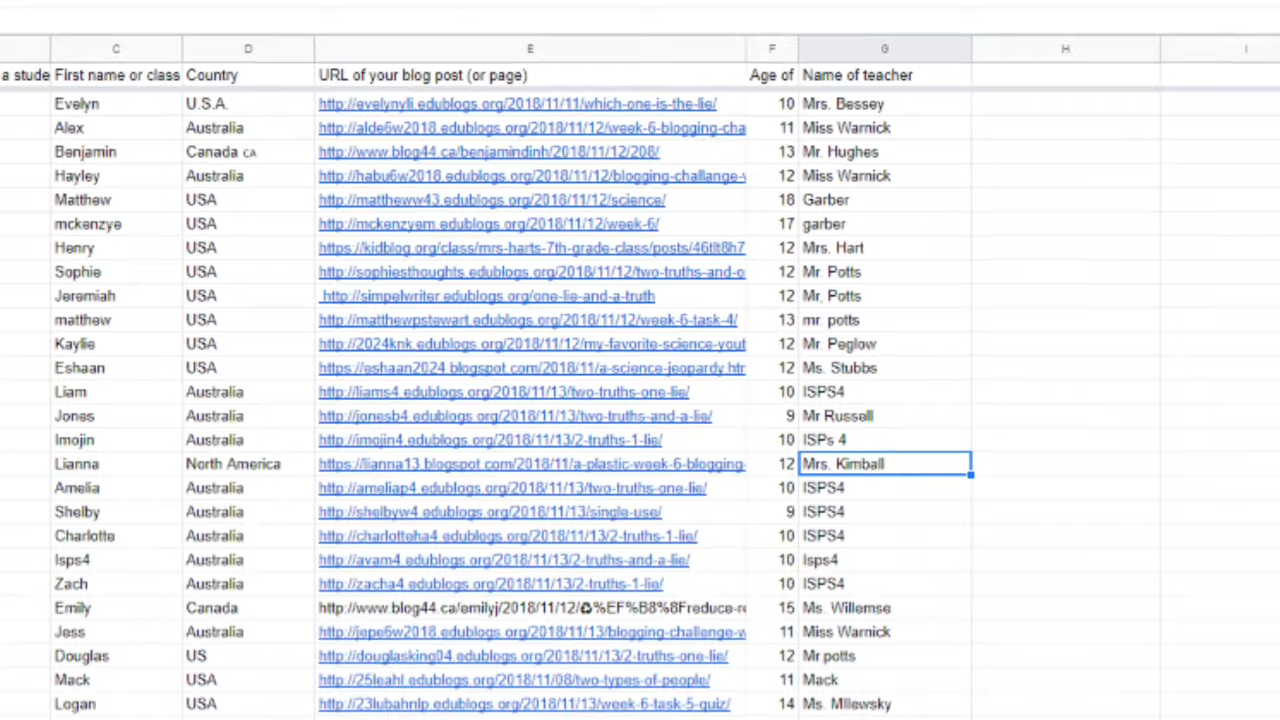 C D E F G H I
a stude First name or class Country URL of your blog post (or page) Age of Name of teacher
Evelyn U.S.A. http://evelynyli.edublogs.org/2018/11/11/which-one-is-the-lie/ 10 Mrs. Bessey
Alex Australia http://alde6w2018.edublogs.org/2018/11/12/week-6-blogging-cha 11 Miss Warnick
Benjamin Canada CA http://www.blog44.ca/benjamindinh/2018/11/12/208/ 13 Mr. Hughes
Hayley Australia http://habu6w2018.edublogs.org/2018/11/12/blogging-challange-v 12 Miss Warnick
Matthew USA http://mattheww43.edublogs.org/2018/11/12/science/ 18 Garber
mckenzye USA http://mckenzyem.edublogs.org/2018/11/12/week-6/ 17 garber
Henry USA https://kidblog.org/class/mrs-harts-7th-grade-class/posts/46tlt8h7 12 Mrs. Hart
Sophie USA http://sophiesthoughts.edublogs.org/2018/11/12/two-truths-and-o 12 Mr. Potts
Jeremiah USA http://simpelwriter.edublogs.org/one-lie-and-a-truth 12 Mr. Potts
matthew USA http://matthewpstewart.edublogs.org/2018/11/12/week-6-task-4/ 13 mr. potts
Kaylie USA http://2024knk.edublogs.org/2018/11/12/my-favorite-science-yout 12 Mr. Peglow
Eshaan USA https://eshaan2024.blogspot.com/2018/11/a-science-jeopardy.htr 12 Ms. Stubbs
Liam Australia http://liams4.edublogs.org/2018/11/13/two-truths-one-lie/ 10 ISPS4
Jones Australia http://jonesb4.edublogs.org/2018/11/13/two-truths-and-a-lie/ 9 Mr Russell
Imojin Australia http://imojin4.edublogs.org/2018/11/13/2-truths-1-lie/ 10 ISPs 4
Lianna North America https://lianna13.blogspot.com/2018/11/a-plastic-week-6-blogging- 12 Mrs. Kimball
Amelia Australia http://ameliap4.edublogs.org/2018/11/13/two-truths-one-lie/ 10 ISPS4
Shelby Australia http://shelbyw4.edublogs.org/2018/11/13/single-use/ 9 ISPS4
Charlotte Australia http://charlotteha4.edublogs.org/2018/11/13/2-truths-1-lie/ 10 ISPS4
Isps4 Australia http://avam4.edublogs.org/2018/11/13/2-truths-and-a-lie/ 10 Isps4
Zach Australia http://zacha4.edublogs.org/2018/11/13/2-truths-1-lie/ 10 ISPS4
Emily Canada http://www.blog44.ca/emilyj/2018/11/12/♻%EF%B8%8Freduce-re 15 Ms. Willemse
Jess Australia http://jepe6w2018.edublogs.org/2018/11/13/blogging-challenge-w 11 Miss Warnick
Douglas US http://douglasking04.edublogs.org/2018/11/13/2-truths-one-lie/ 12 Mr.potts
Mack USA http://25leahl.edublogs.org/2018/11/08/two-types-of-people/ 11 Mack
Logan USA http://23lubahnlp.edublogs.org/2018/11/13/week-6-task-5-quiz/ 14 Ms. MIlewsky